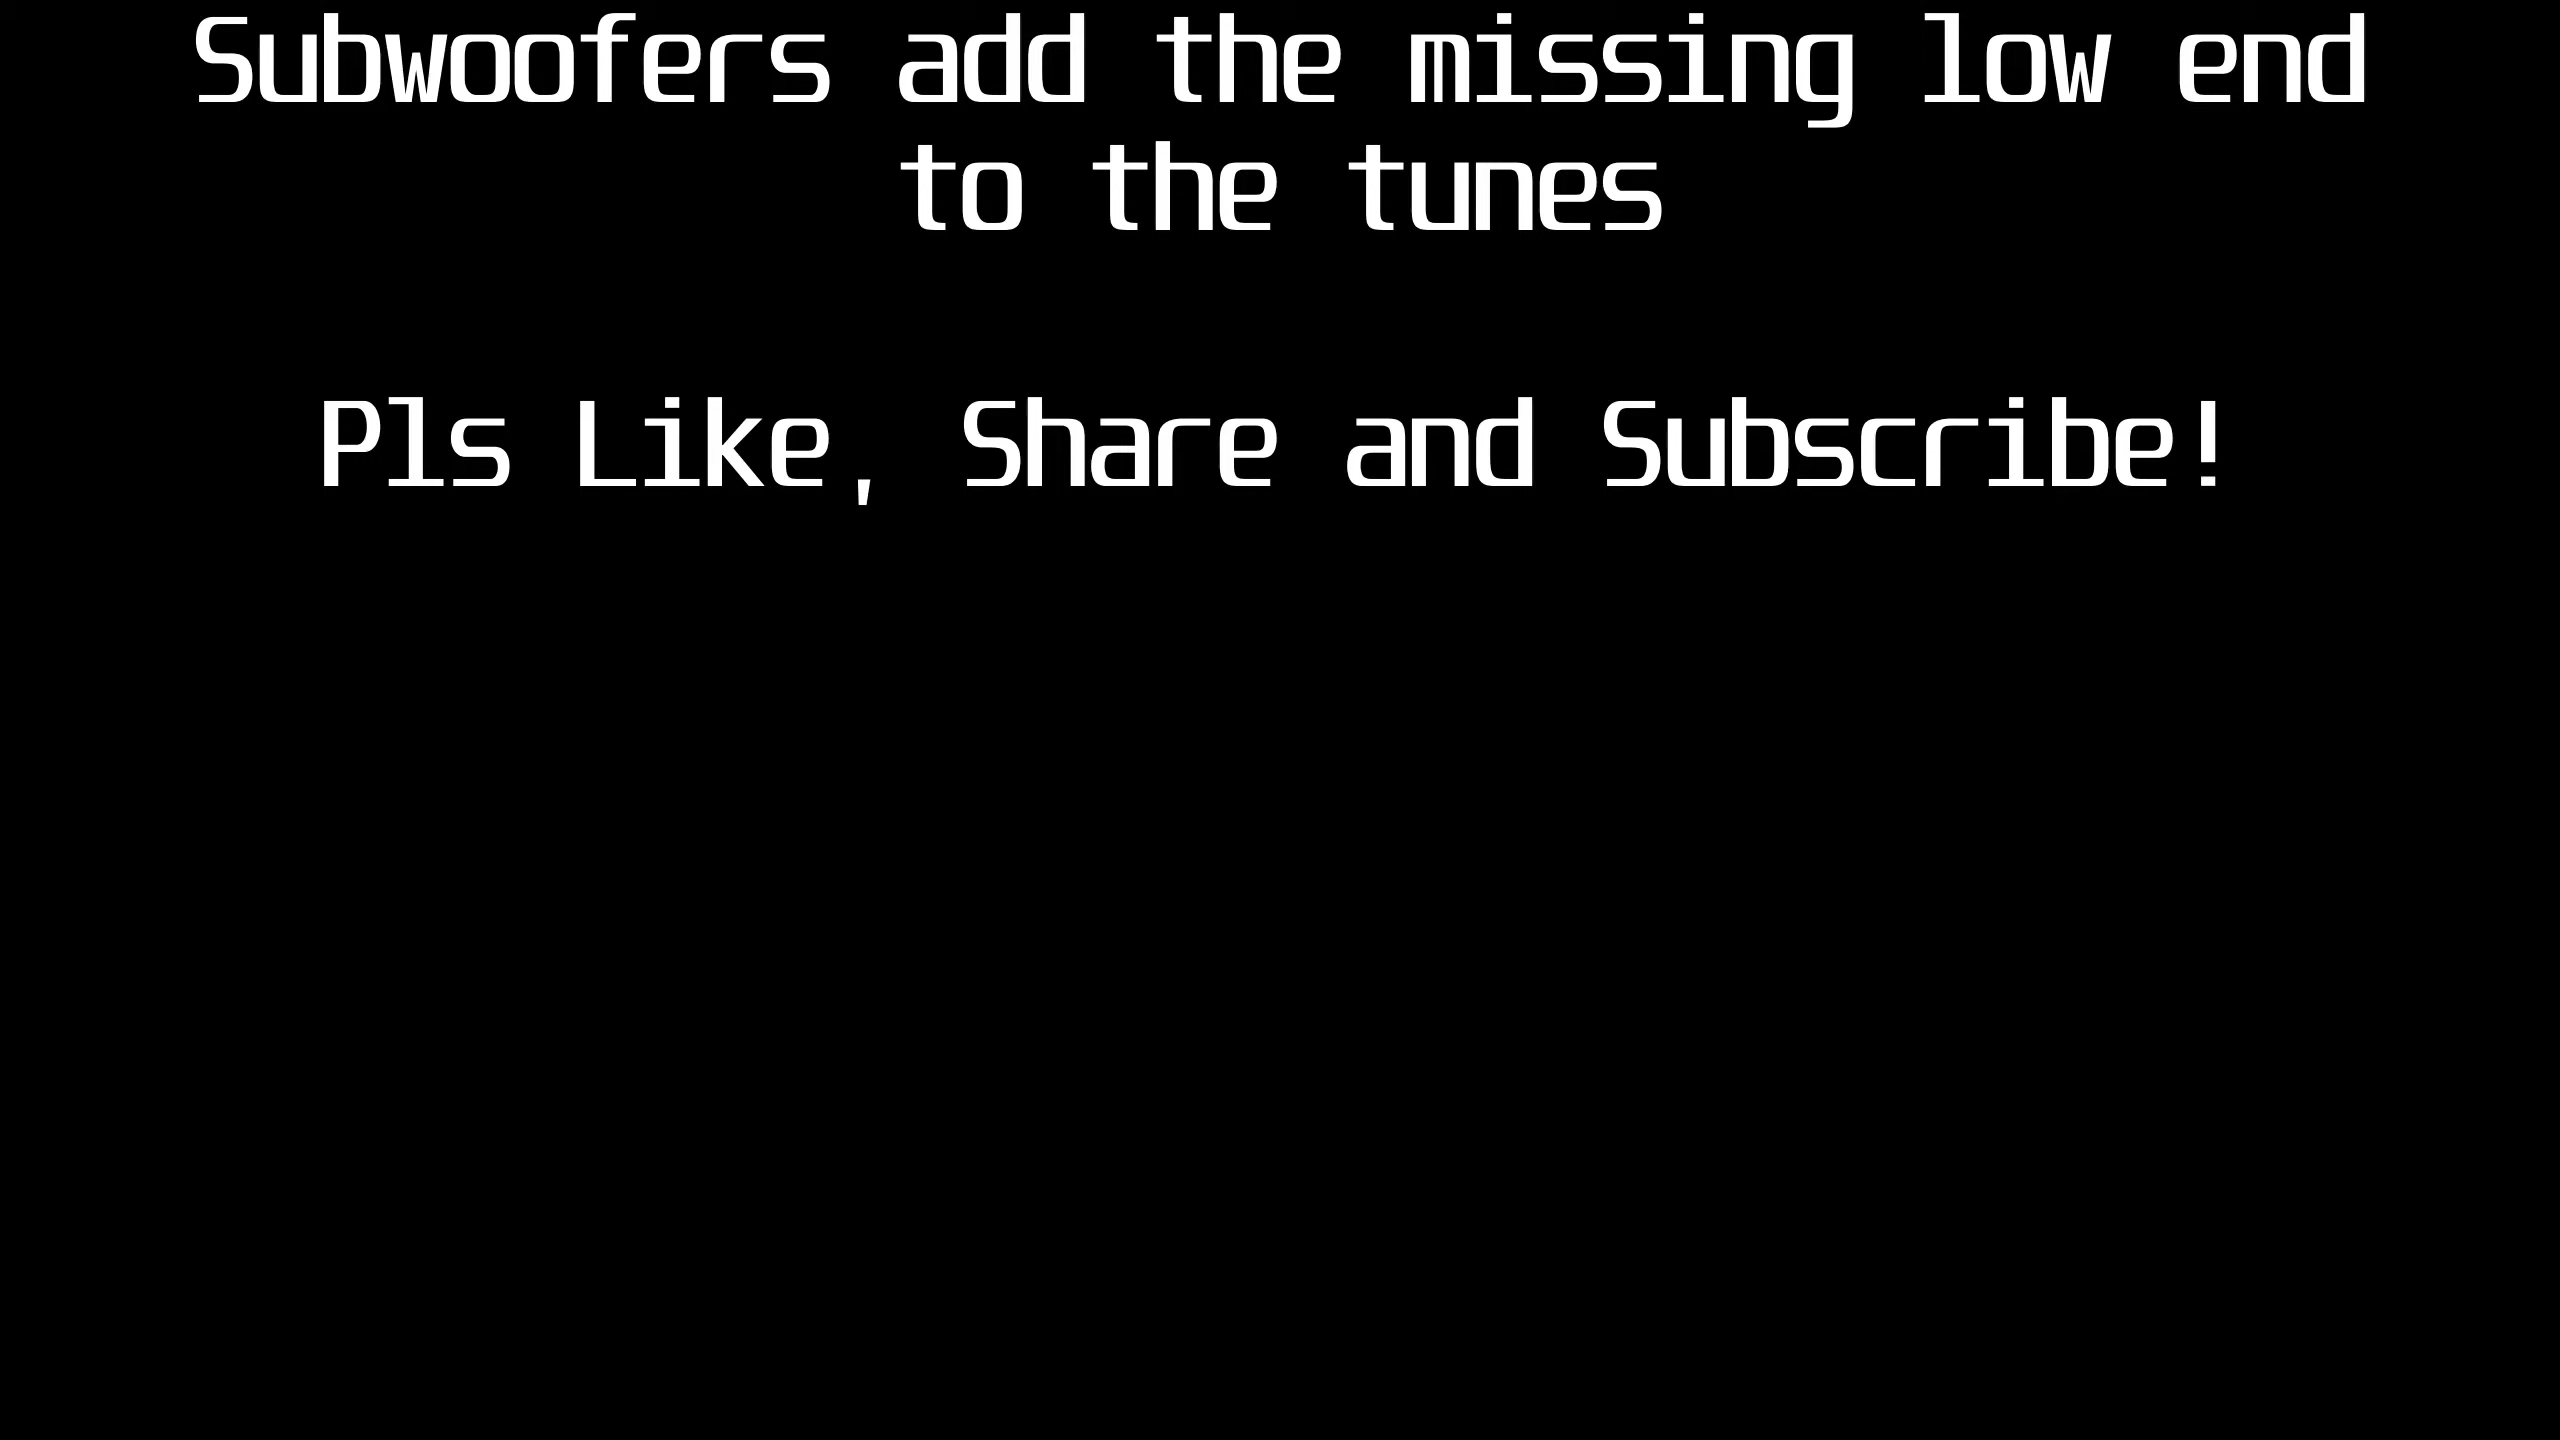 Subwoofers add the missing low end
to the tunes
Pls Like, Share and Subscribe!